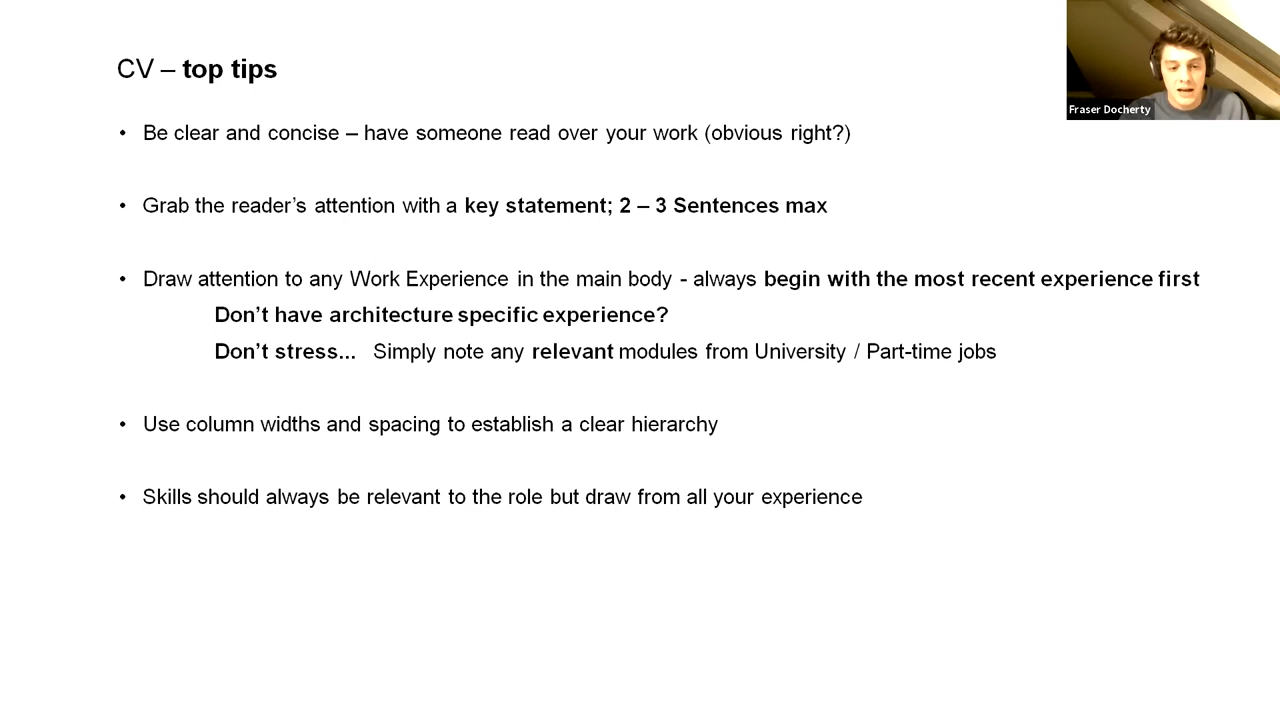 CV – top tips
Fraser Docherty
• Be clear and concise – have someone read over your work (obvious right?)
• Grab the reader’s attention with a key statement; 2 – 3 Sentences max
• Draw attention to any Work Experience in the main body - always begin with the most recent experience first
Don’t have architecture specific experience?
Don’t stress... Simply note any relevant modules from University / Part-time jobs
• Use column widths and spacing to establish a clear hierarchy
• Skills should always be relevant to the role but draw from all your experience